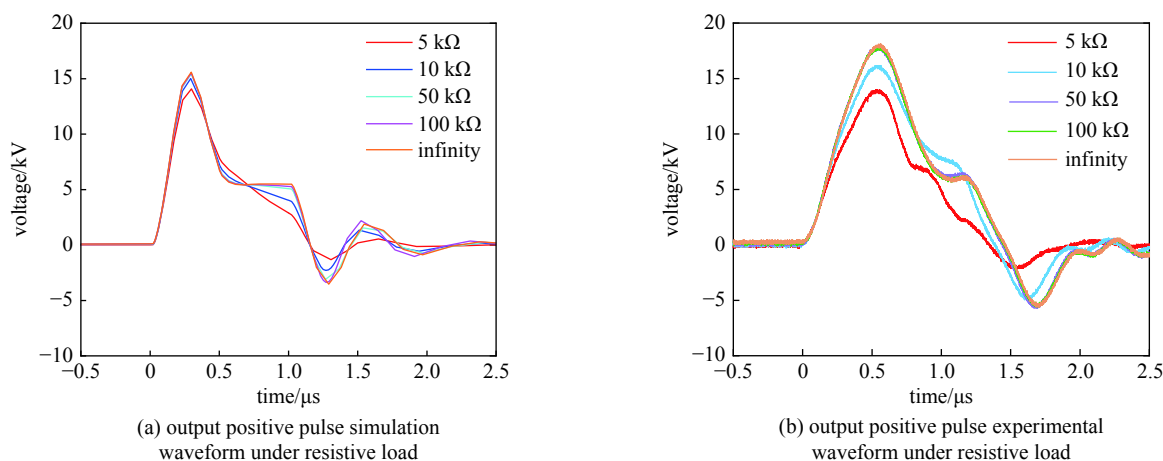 20
15
10
5
0
−5
−10
voltage/kV
5 kΩ
10 kΩ
50 kΩ
100 kΩ
infinity
−0.5
0
0.5
1.0
1.5
2.0
2.5
time/μs
(a) output positive pulse simulation
waveform under resistive load
20
15
10
5
0
−5
−10
voltage/kV
5 kΩ
10 kΩ
50 kΩ
100 kΩ
infinity
−0.5
0
0.5
1.0
1.5
2.0
2.5
time/μs
(b) output positive pulse experimental
waveform under resistive load